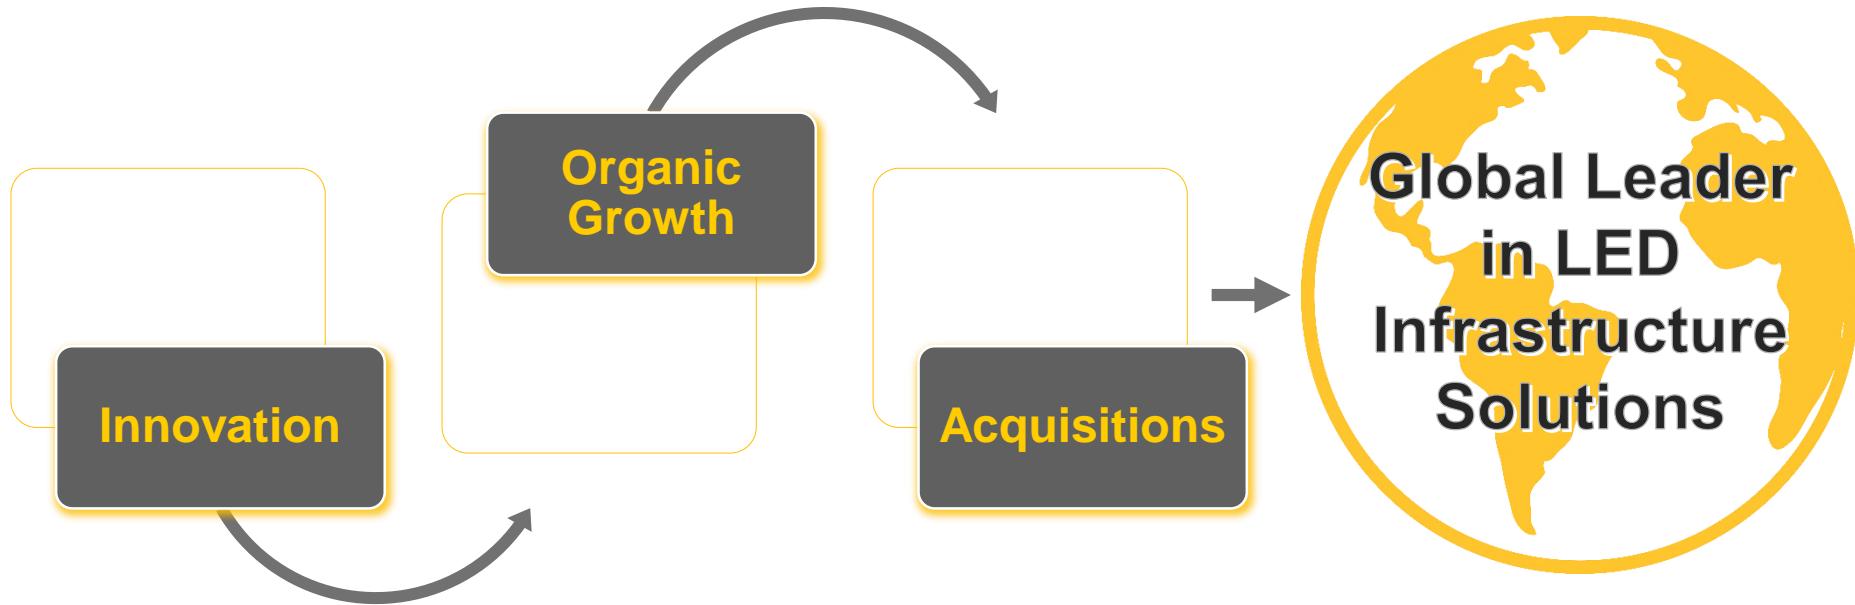 Innovation
Organic
Growth
Acquisitions
Global Leader
in LED
Infrastructure
Solutions